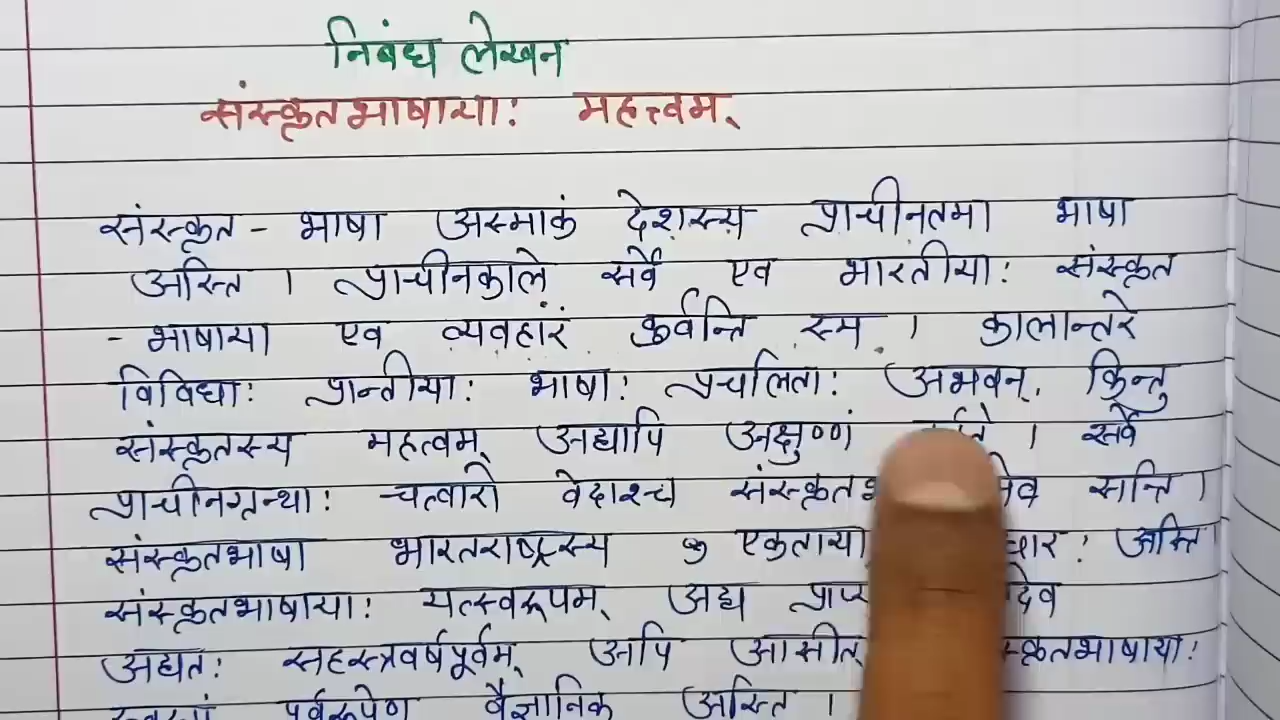 निबंध लेखन
संस्कृतभाषायाः महत्त्वम्
संस्कृत - भाषा अस्माकं देशस्य प्राचीनतमा भाषा
अस्ति । प्राचीनकाले सर्वे एव भारतीयाः संस्कृत
- भाषाया एव व्यवहारं कुर्वन्ति स्म । कालान्तरे
विविधाः प्रान्तीयाः भाषाः प्रचलिताः अभवन्, किन्तु
संस्कृतस्य महत्वम् अद्यापि अक्षुण्णं । सर्वे
प्राचीनग्रन्थाः चत्वारो वेदाश्च सन्ति ।
संस्कृतभाषा भारतराष्ट्रस्य एकताया अस्ति
संस्कृतभाषायाः यत्स्वरूपम् अद्य
अद्यतः सहस्त्रवर्षपूर्वम् अपि आसीत्
पूर्वरूपेण वैज्ञानिक अस्ति ।